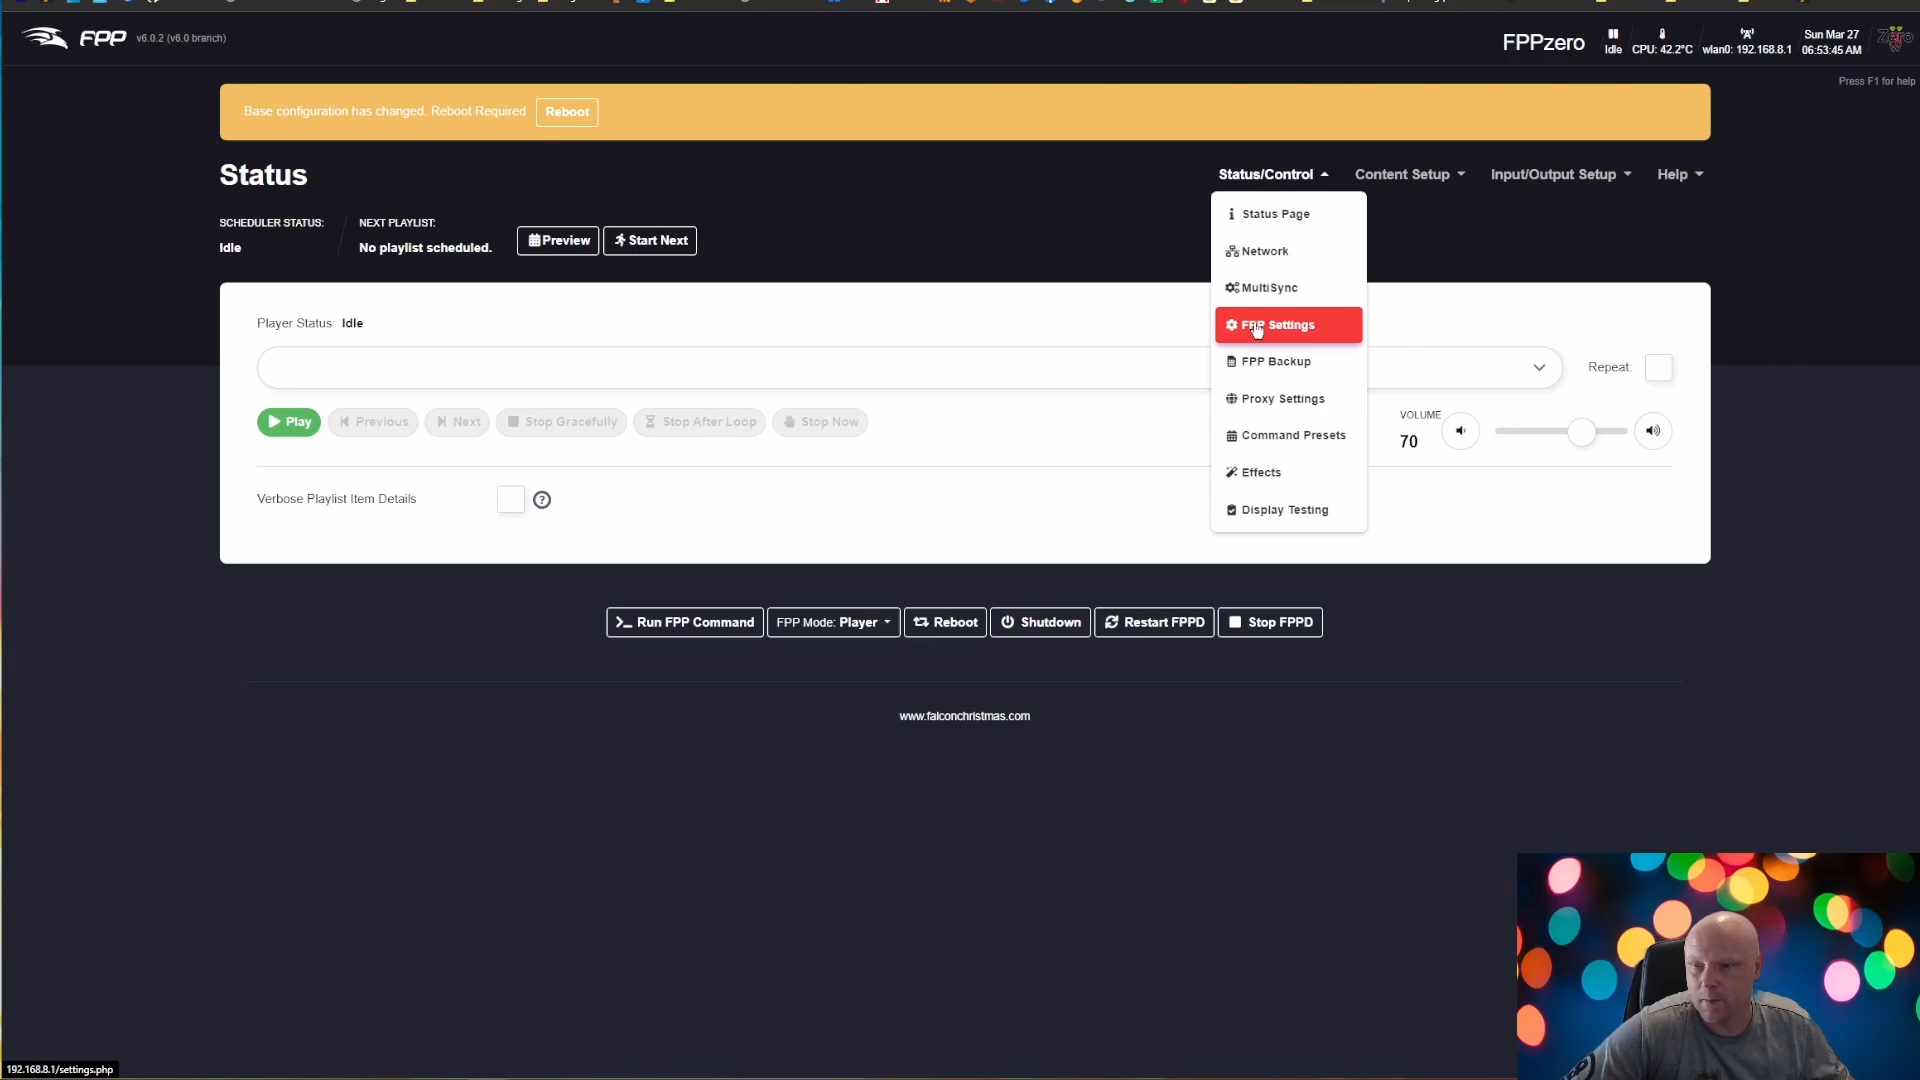 FPP v6.0.2 (v6.0 branch)
FPPzero
Idle
CPU: 42.2°C
wlan0: 192.168.8.1
Sun Mar 27
06:53:45 AM
Zero
W
Press F1 for help
Base configuration has changed. Reboot Required Reboot
Status
Status/Control Content Setup Input/Output Setup Help
SCHEDULER STATUS:
Idle
NEXT PLAYLIST:
No playlist scheduled.
Preview Start Next
Status Page
Network
MultiSync
FPP Settings
FPP Backup
Proxy Settings
Command Presets
Effects
Display Testing
Player Status: Idle
Repeat:
Play Previous Next Stop Gracefully Stop After Loop Stop Now
VOLUME
70
Verbose Playlist Item Details
Run FPP Command FPP Mode: Player Reboot Shutdown Restart FPPD Stop FPPD
www.falconchristmas.com
192.168.8.1/settings.php